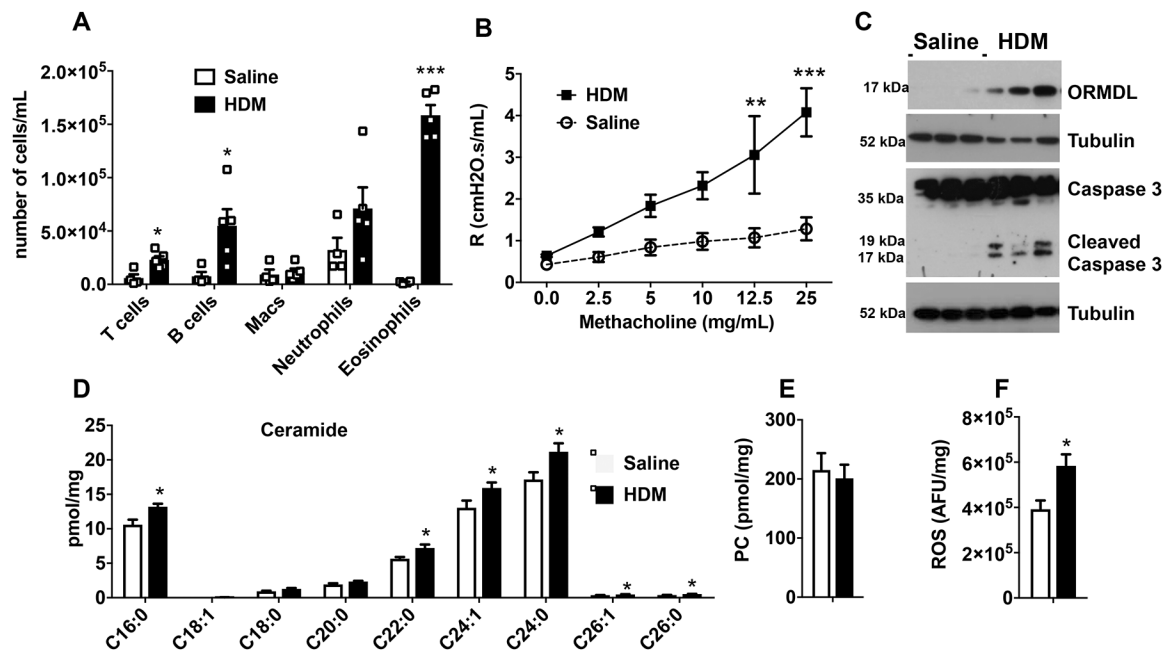 A
number of cells/mL
2.0×10⁵
1.5×10⁵
1.0×10⁵
5.0×10⁴
0.0
Saline
HDM
*
*
***
T cells
B cells
Macs
Neutrophils
Eosinophils
B
R (cmH2O.s/mL)
5
4
3
2
1
0
HDM
Saline
**
***
0.0 2.5 5 10 12.5 25
Methacholine (mg/mL)
C
Saline HDM
17 kDa ORMDL
52 kDa Tubulin
Caspase 3
35 kDa
19 kDa Cleaved
17 kDa Caspase 3
52 kDa Tubulin
D
Ceramide
pmol/mg
25
20
15
10
5
0
Saline
HDM
*
*
*
*
*
*
C16:0
C18:1
C18:0
C20:0
C22:0
C24:1
C24:0
C26:1
C26:0
E
PC (pmol/mg)
300
200
100
0
F
ROS (AFU/mg)
8×10⁵
6×10⁵
4×10⁵
2×10⁵
0
*